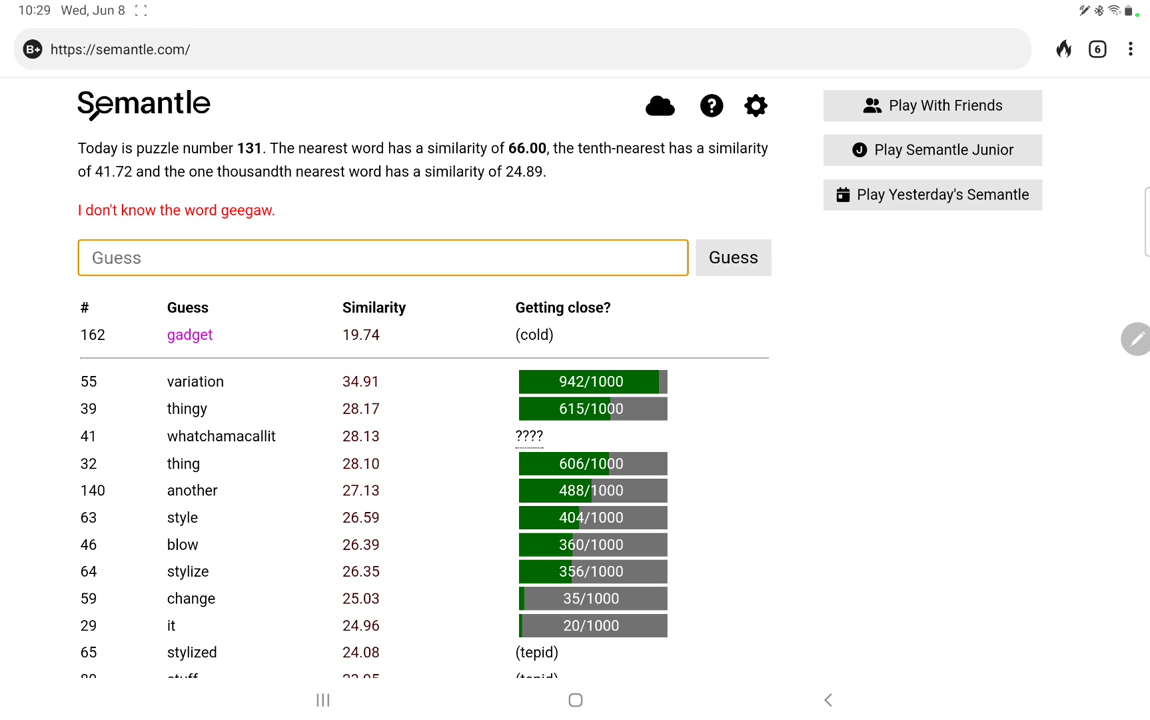 10:29 Wed, Jun 8
B+ https://semantle.com/ 6
Semantle
Play With Friends
Today is puzzle number 131. The nearest word has a similarity of 66.00, the tenth-nearest has a similarity
of 41.72 and the one thousandth nearest word has a similarity of 24.89.
J Play Semantle Junior
Play Yesterday's Semantle
I don't know the word geegaw.
Guess Guess
# Guess Similarity Getting close?
162 gadget 19.74 (cold)
55 variation 34.91 942/1000
39 thingy 28.17 615/1000
41 whatchamacallit 28.13 ????
32 thing 28.10 606/1000
140 another 27.13 488/1000
63 style 26.59 404/1000
46 blow 26.39 360/1000
64 stylize 26.35 356/1000
59 change 25.03 35/1000
29 it 24.96 20/1000
65 stylized 24.08 (tepid)